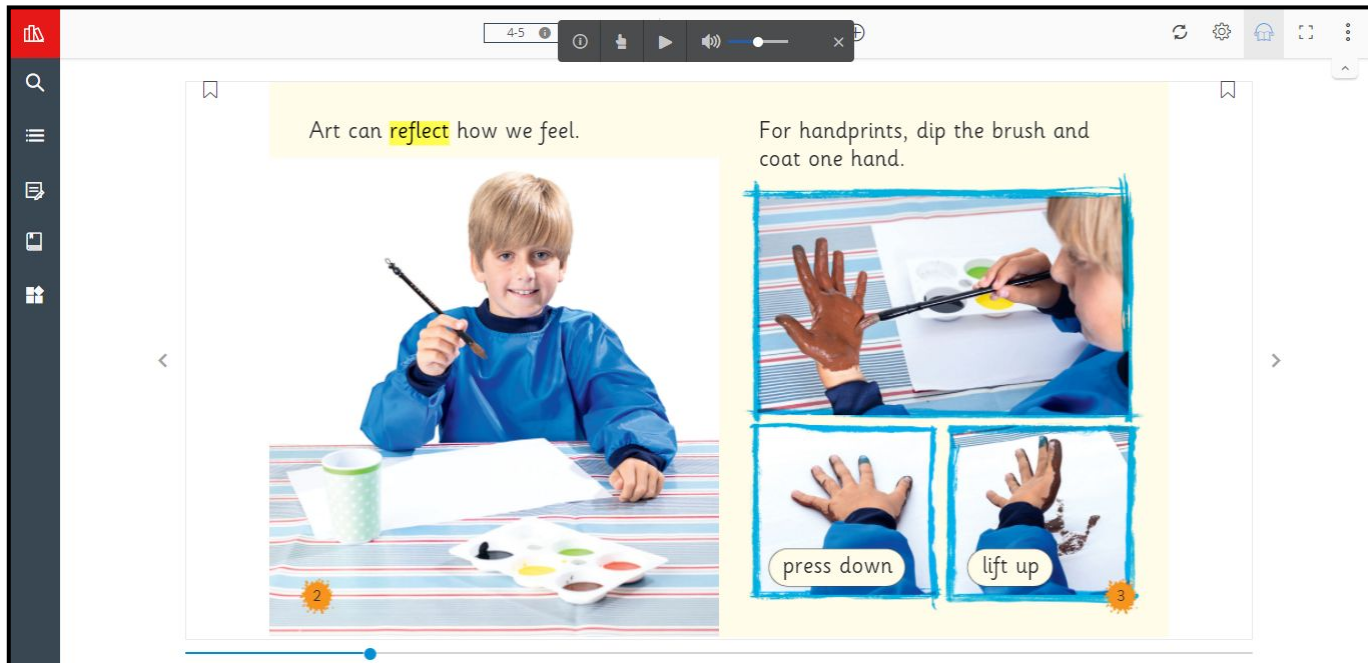 4-5
Art can reflect how we feel.
For handprints, dip the brush and
coat one hand.
press down
lift up
2
3